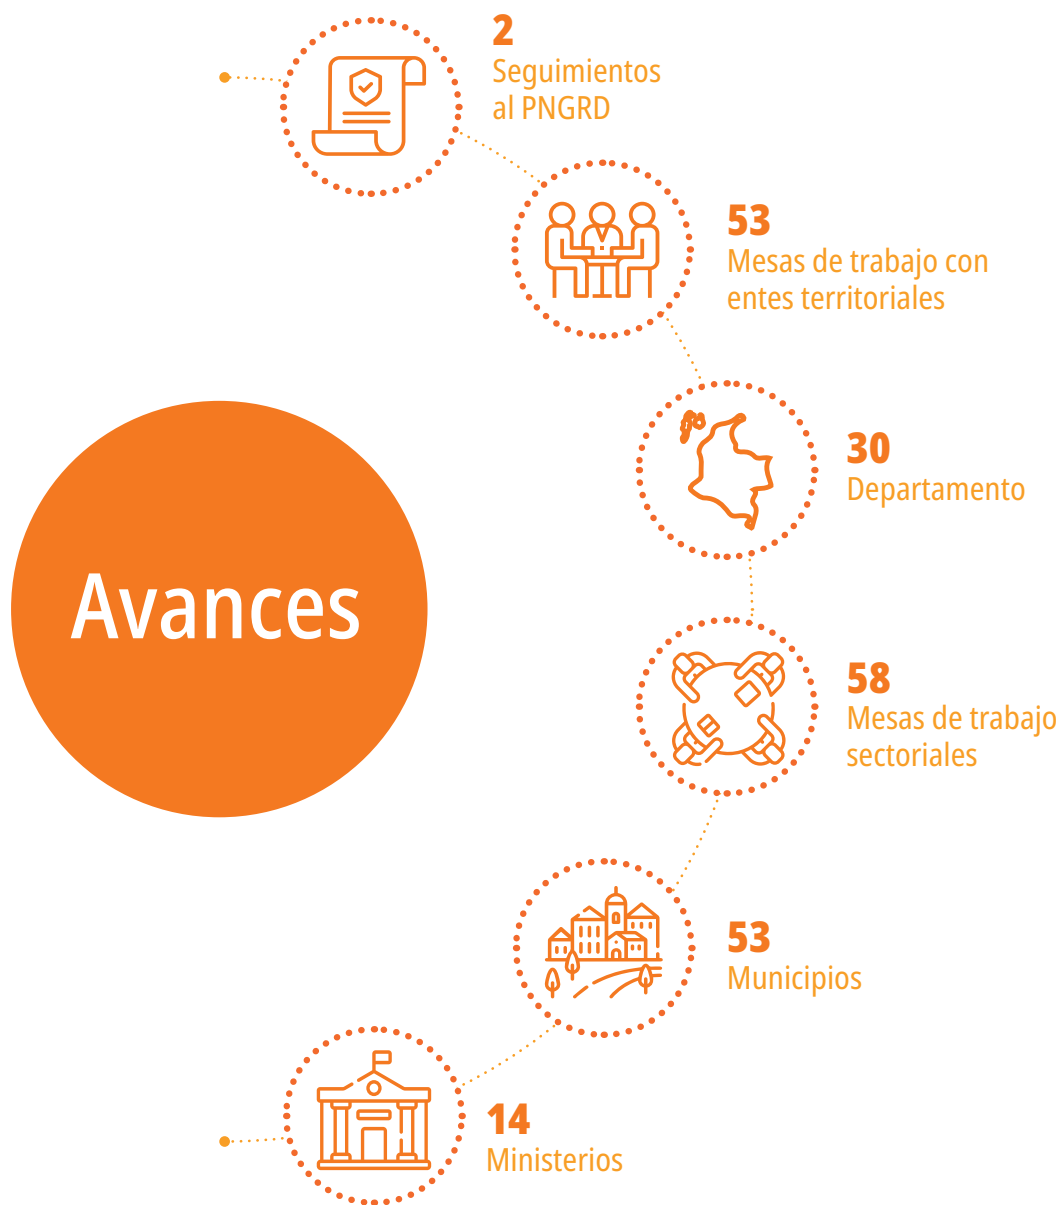 2
Seguimientos
al PNGRD
53
Mesas de trabajo con
entes territoriales
30
Departamento
Avances
58
Mesas de trabajo
sectoriales
53
Municipios
14
Ministerios